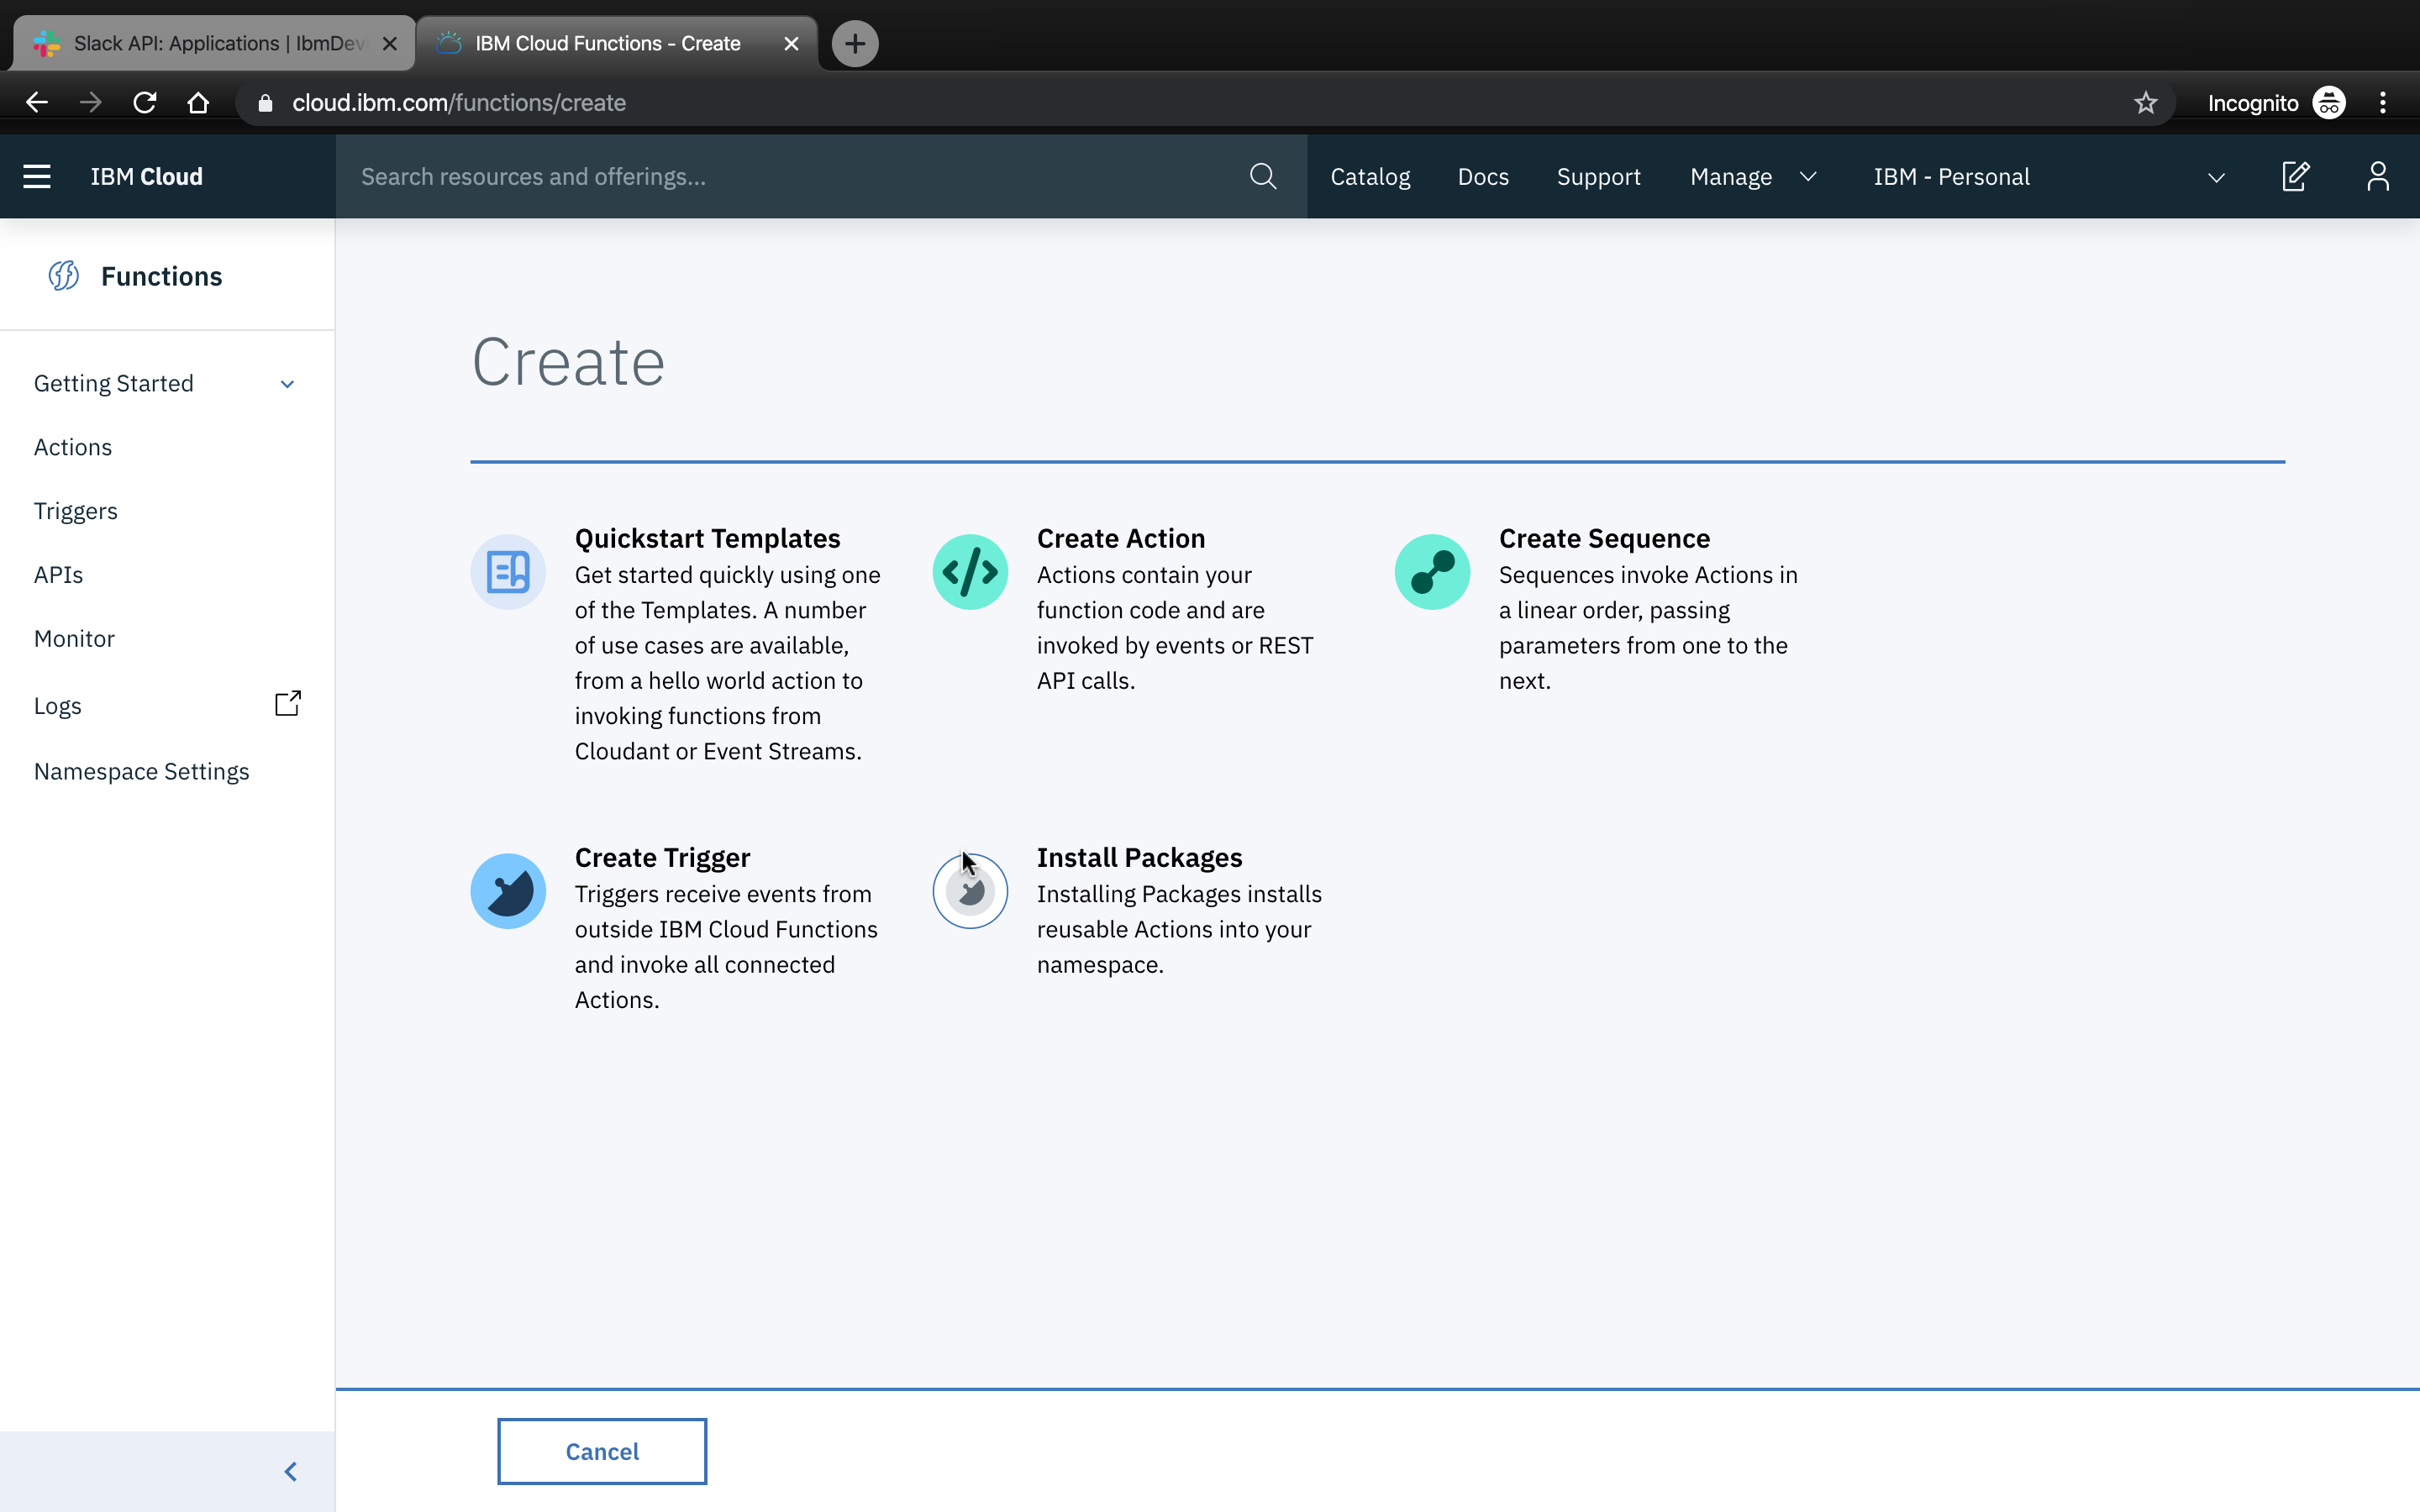 Slack API: Applications | IbmDev
IBM Cloud Functions - Create
cloud.ibm.com/functions/create
Incognito
IBM Cloud
Search resources and offerings...
Catalog
Docs
Support
Manage
IBM - Personal
Functions
Getting Started
Actions
Triggers
APIs
Monitor
Logs
Namespace Settings
Create
Quickstart Templates
Get started quickly using one
of the Templates. A number
of use cases are available,
from a hello world action to
invoking functions from
Cloudant or Event Streams.
Create Action
Actions contain your
function code and are
invoked by events or REST
API calls.
Create Sequence
Sequences invoke Actions in
a linear order, passing
parameters from one to the
next.
Create Trigger
Triggers receive events from
outside IBM Cloud Functions
and invoke all connected
Actions.
Install Packages
Installing Packages installs
reusable Actions into your
namespace.
Cancel